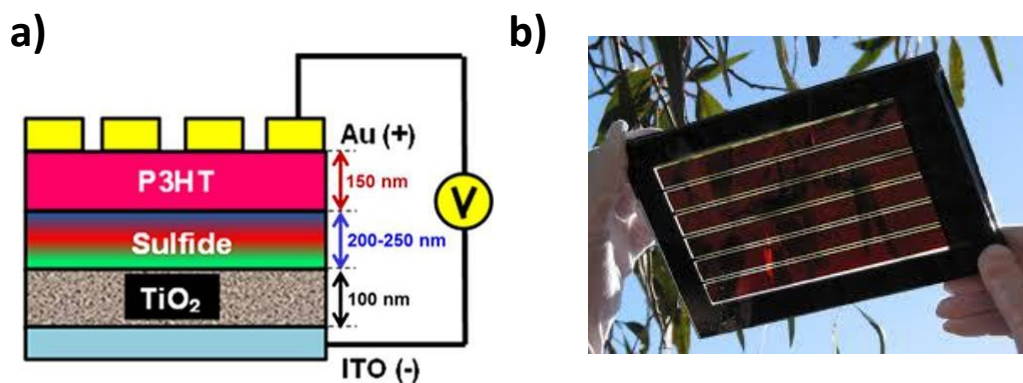 a)
b)
Au (+)
P3HT
150 nm
V
Sulfide
200-250 nm
TiO₂
100 nm
ITO (-)